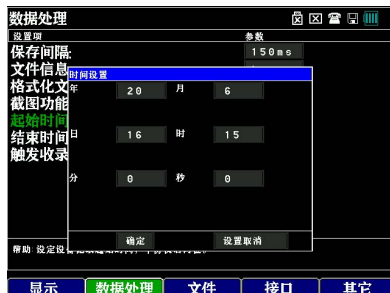 数据处理
设置项 参数
保存间隔: 150ms
文件信息
格式化文
截图功能
起始时间
结束时间
触发收录
时间设置
年 20 月 6
日 16 时 15
分 0 秒 0
确定 设置取消
帮助 设定设
显示 数据处理 文件 接口 其它